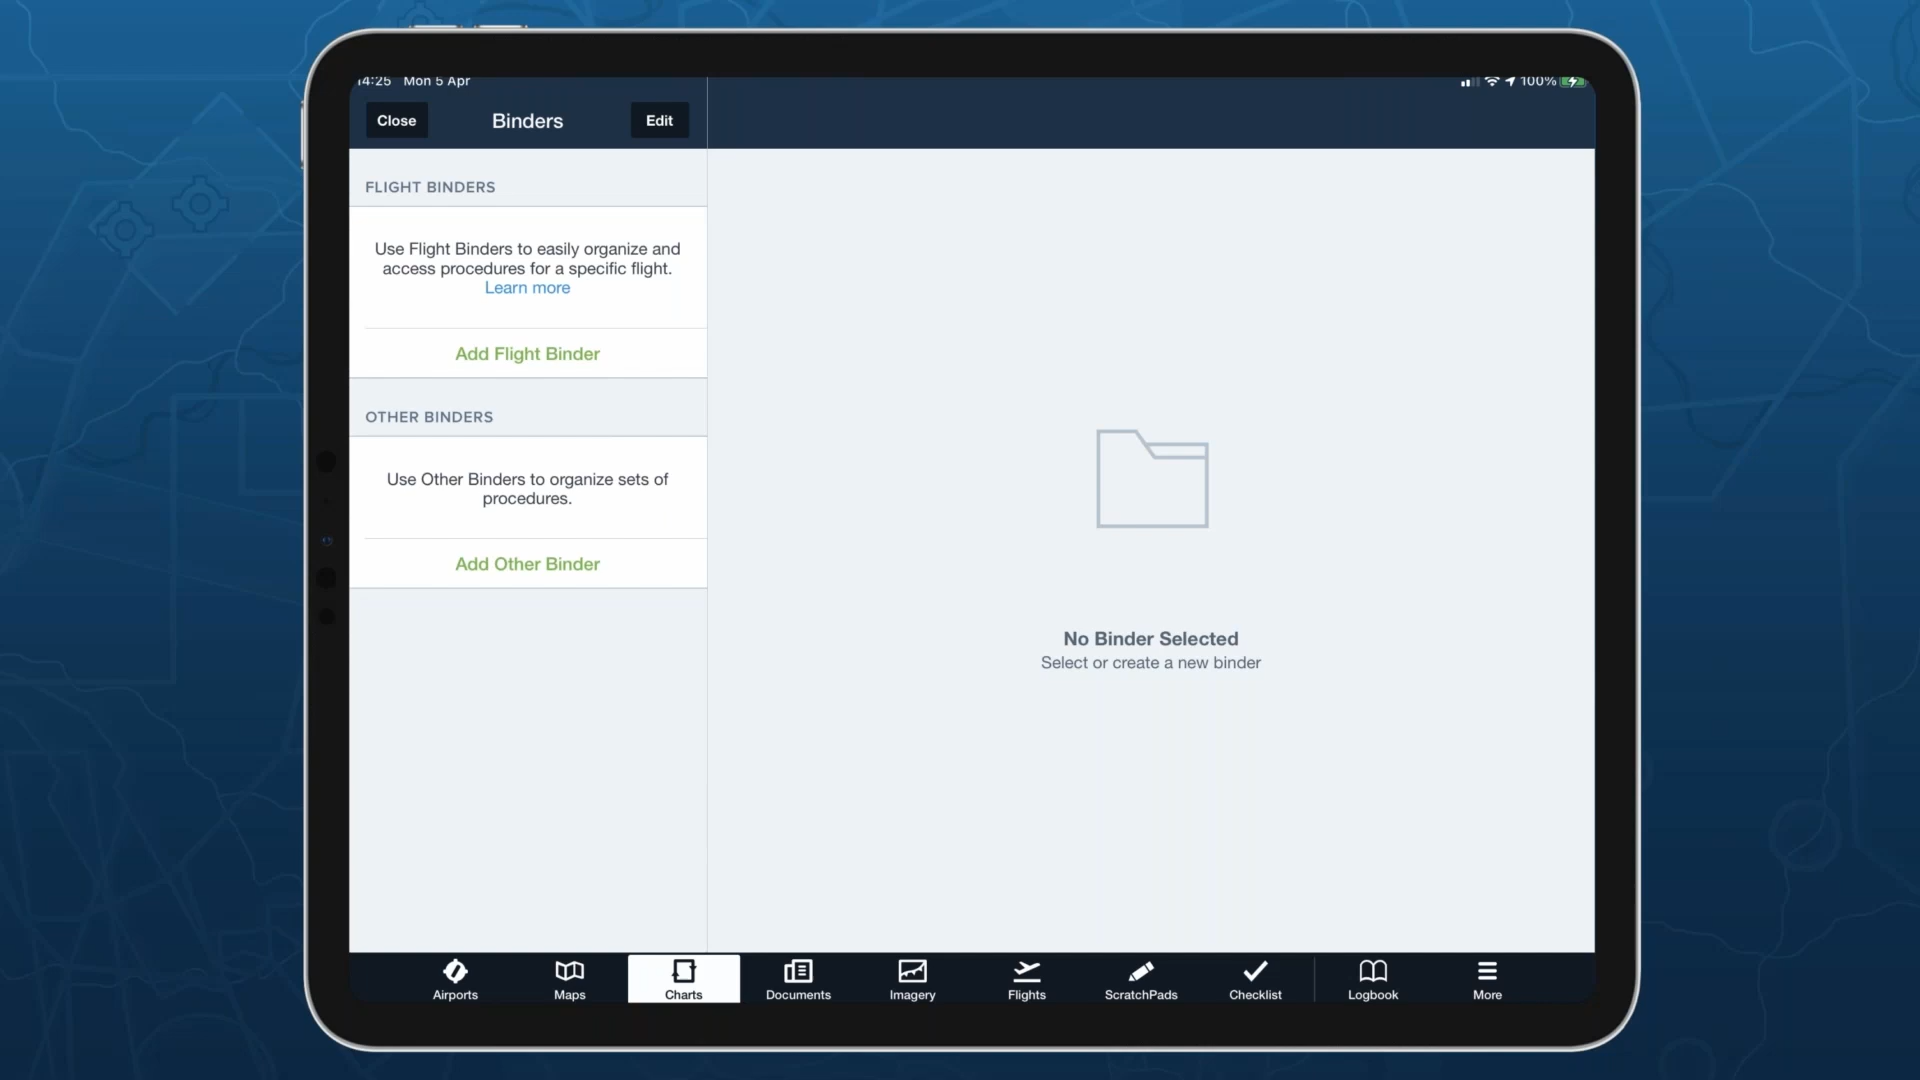 14:25 Mon 5 Apr
100%
Close
Binders
Edit
FLIGHT BINDERS
Use Flight Binders to easily organize and
access procedures for a specific flight.
Learn more
Add Flight Binder
OTHER BINDERS
Use Other Binders to organize sets of
procedures.
Add Other Binder
No Binder Selected
Select or create a new binder
Airports
Maps
Charts
Documents
Imagery
Flights
ScratchPads
Checklist
Logbook
More